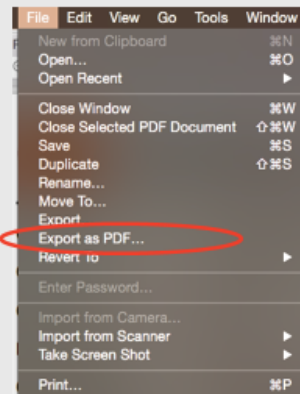 File Edit View Go Tools Window
New from Clipboard ⌘N
Open... ⌘O
Open Recent ▶
Close Window ⌘W
Close Selected PDF Document ⇧⌘W
Save ⌘S
Duplicate ⇧⌘S
Rename...
Move To...
Export...
Export as PDF...
Revert To ▶
Enter Password...
Import from Camera...
Import from Scanner ▶
Take Screen Shot ▶
Print... ⌘P